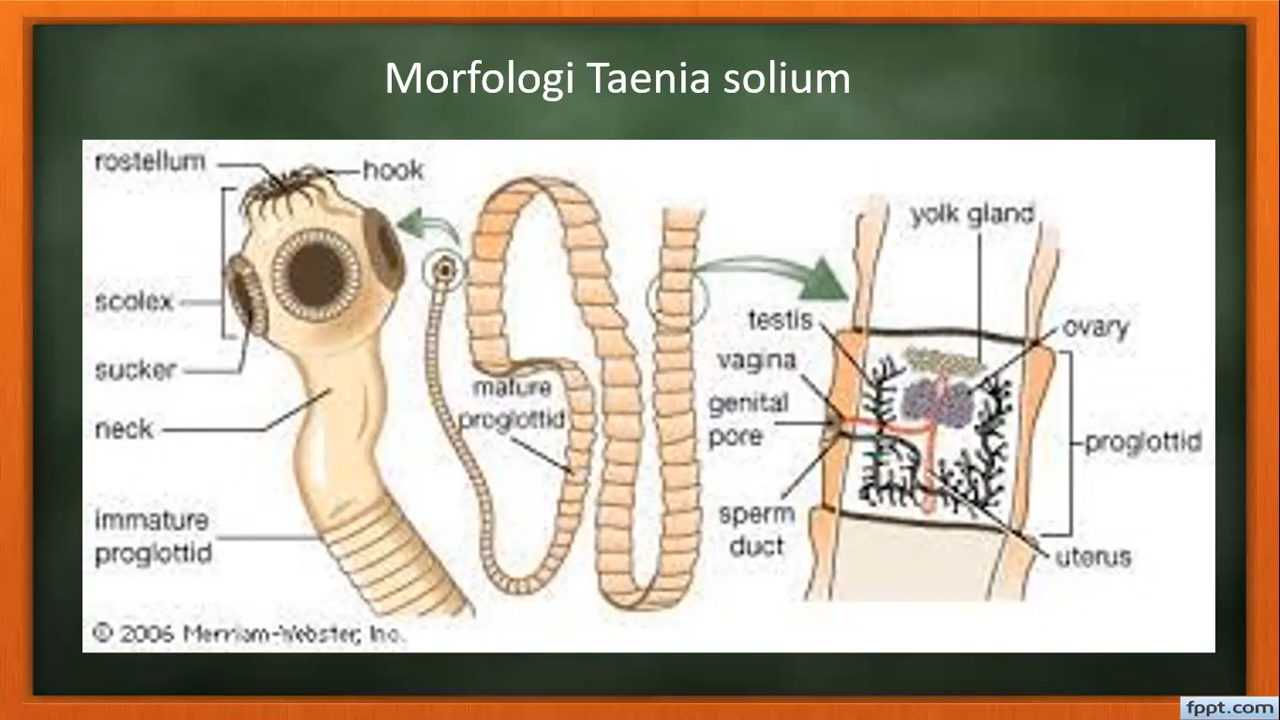 Morfologi Taenia solium
rostellum
hook
scolex
sucker
neck
immature
proglottid
mature
proglottid
yolk gland
testis
ovary
vagina
genital
pore
proglottid
sperm
duct
uterus
© 2006 Merriam-Webster, Inc.
fppt.com